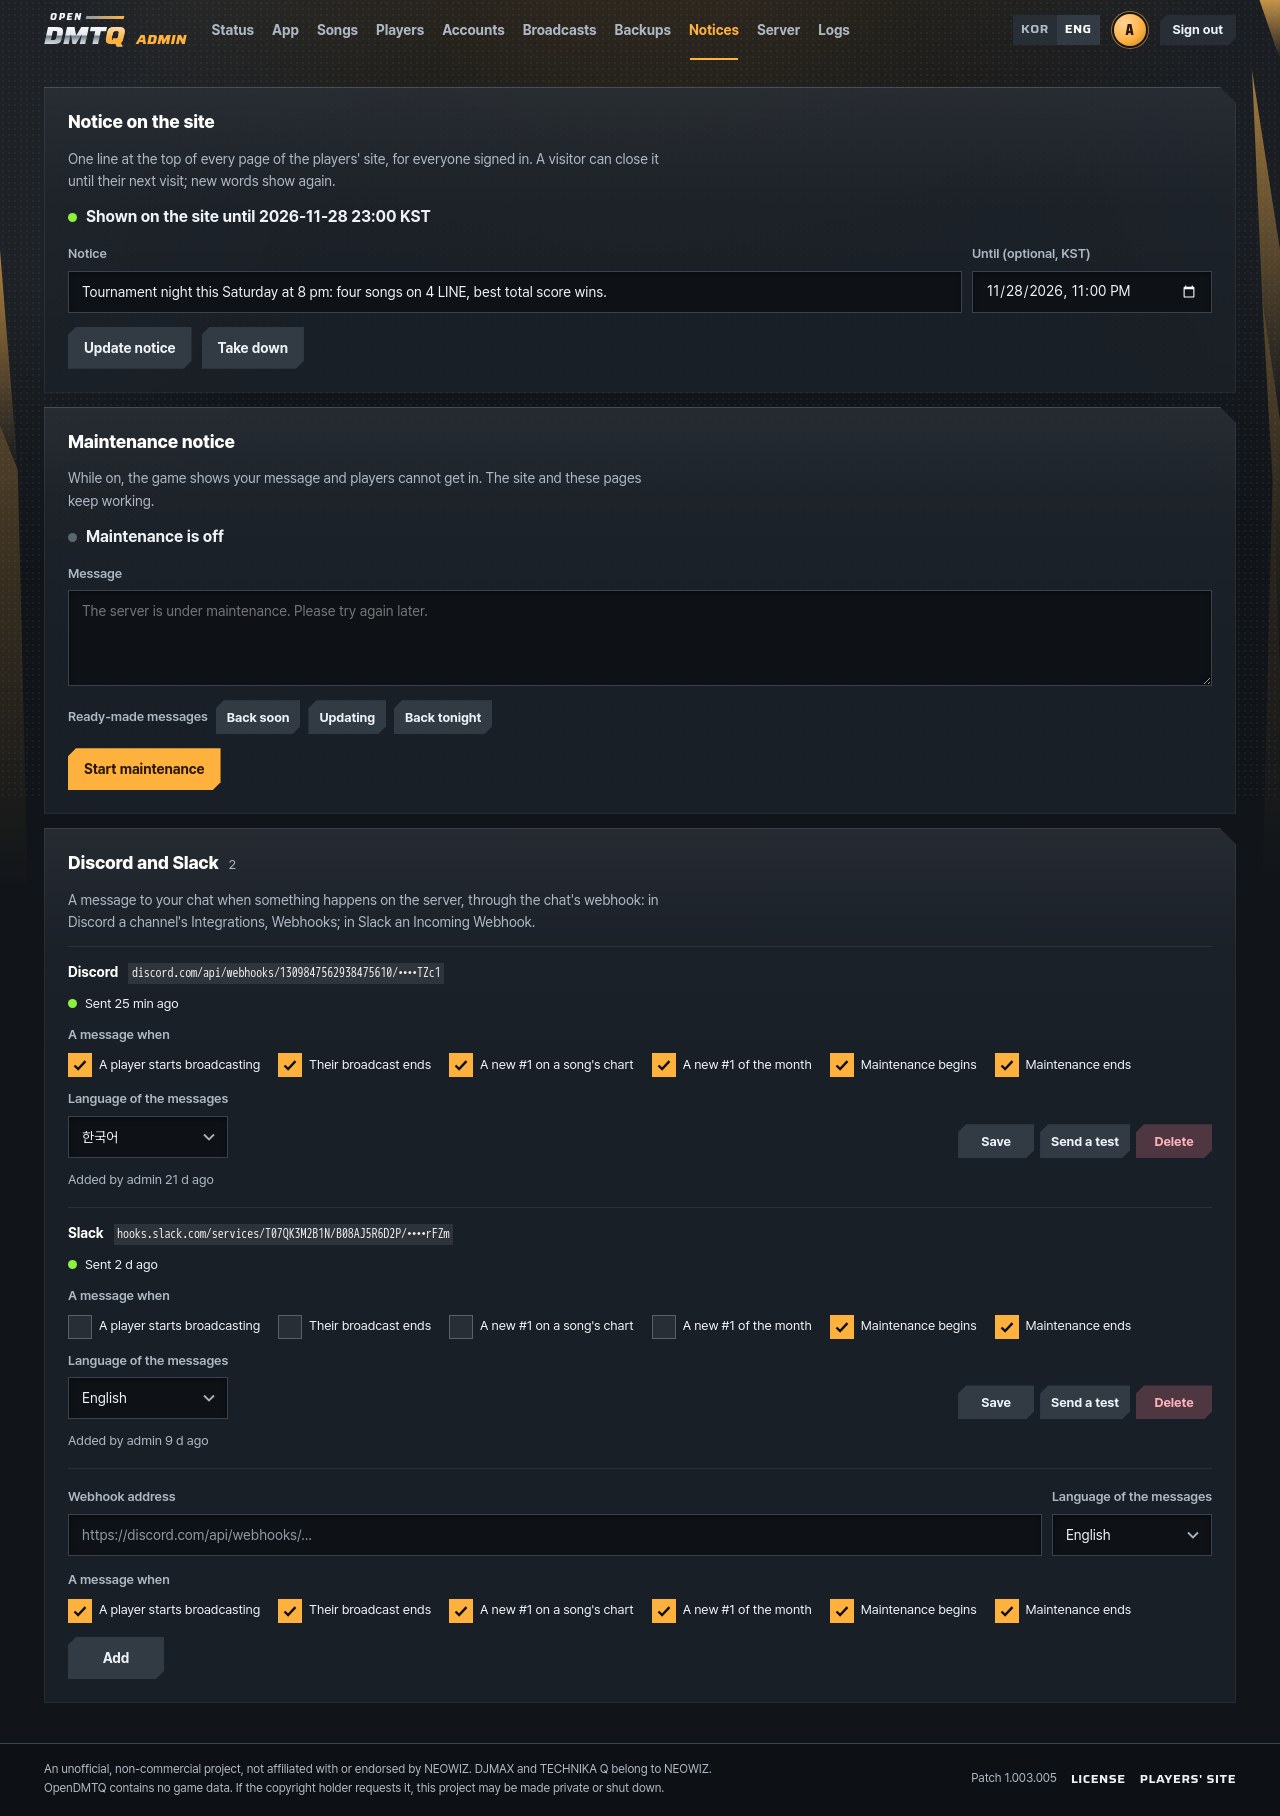 OPEN
DMTQ ADMIN
Status App Songs Players Accounts Broadcasts Backups Notices Server Logs
KOR ENG A Sign out
Notice on the site
One line at the top of every page of the players' site, for everyone signed in. A visitor can close it
until their next visit; new words show again.
Shown on the site until 2026-11-28 23:00 KST
Notice Until (optional, KST)
Tournament night this Saturday at 8 pm: four songs on 4 LINE, best total score wins. 11/28/2026, 11:00 PM
Update notice Take down
Maintenance notice
While on, the game shows your message and players cannot get in. The site and these pages
keep working.
Maintenance is off
Message
The server is under maintenance. Please try again later.
Ready-made messages Back soon Updating Back tonight
Start maintenance
Discord and Slack 2
A message to your chat when something happens on the server, through the chat's webhook: in
Discord a channel's Integrations, Webhooks; in Slack an Incoming Webhook.
Discord discord.com/api/webhooks/1309847562938475610/••••TZc1
Sent 25 min ago
A message when
A player starts broadcasting Their broadcast ends A new #1 on a song's chart A new #1 of the month Maintenance begins Maintenance ends
Language of the messages
한국어 Save Send a test Delete
Added by admin 21 d ago
Slack hooks.slack.com/services/T07QK3M2B1N/B08AJ5R6D2P/••••rFZm
Sent 2 d ago
A message when
A player starts broadcasting Their broadcast ends A new #1 on a song's chart A new #1 of the month Maintenance begins Maintenance ends
Language of the messages
English Save Send a test Delete
Added by admin 9 d ago
Webhook address Language of the messages
https://discord.com/api/webhooks/... English
A message when
A player starts broadcasting Their broadcast ends A new #1 on a song's chart A new #1 of the month Maintenance begins Maintenance ends
Add
An unofficial, non-commercial project, not affiliated with or endorsed by NEOWIZ. DJMAX and TECHNIKA Q belong to NEOWIZ.
OpenDMTQ contains no game data. If the copyright holder requests it, this project may be made private or shut down.
Patch 1.003.005 LICENSE PLAYERS' SITE